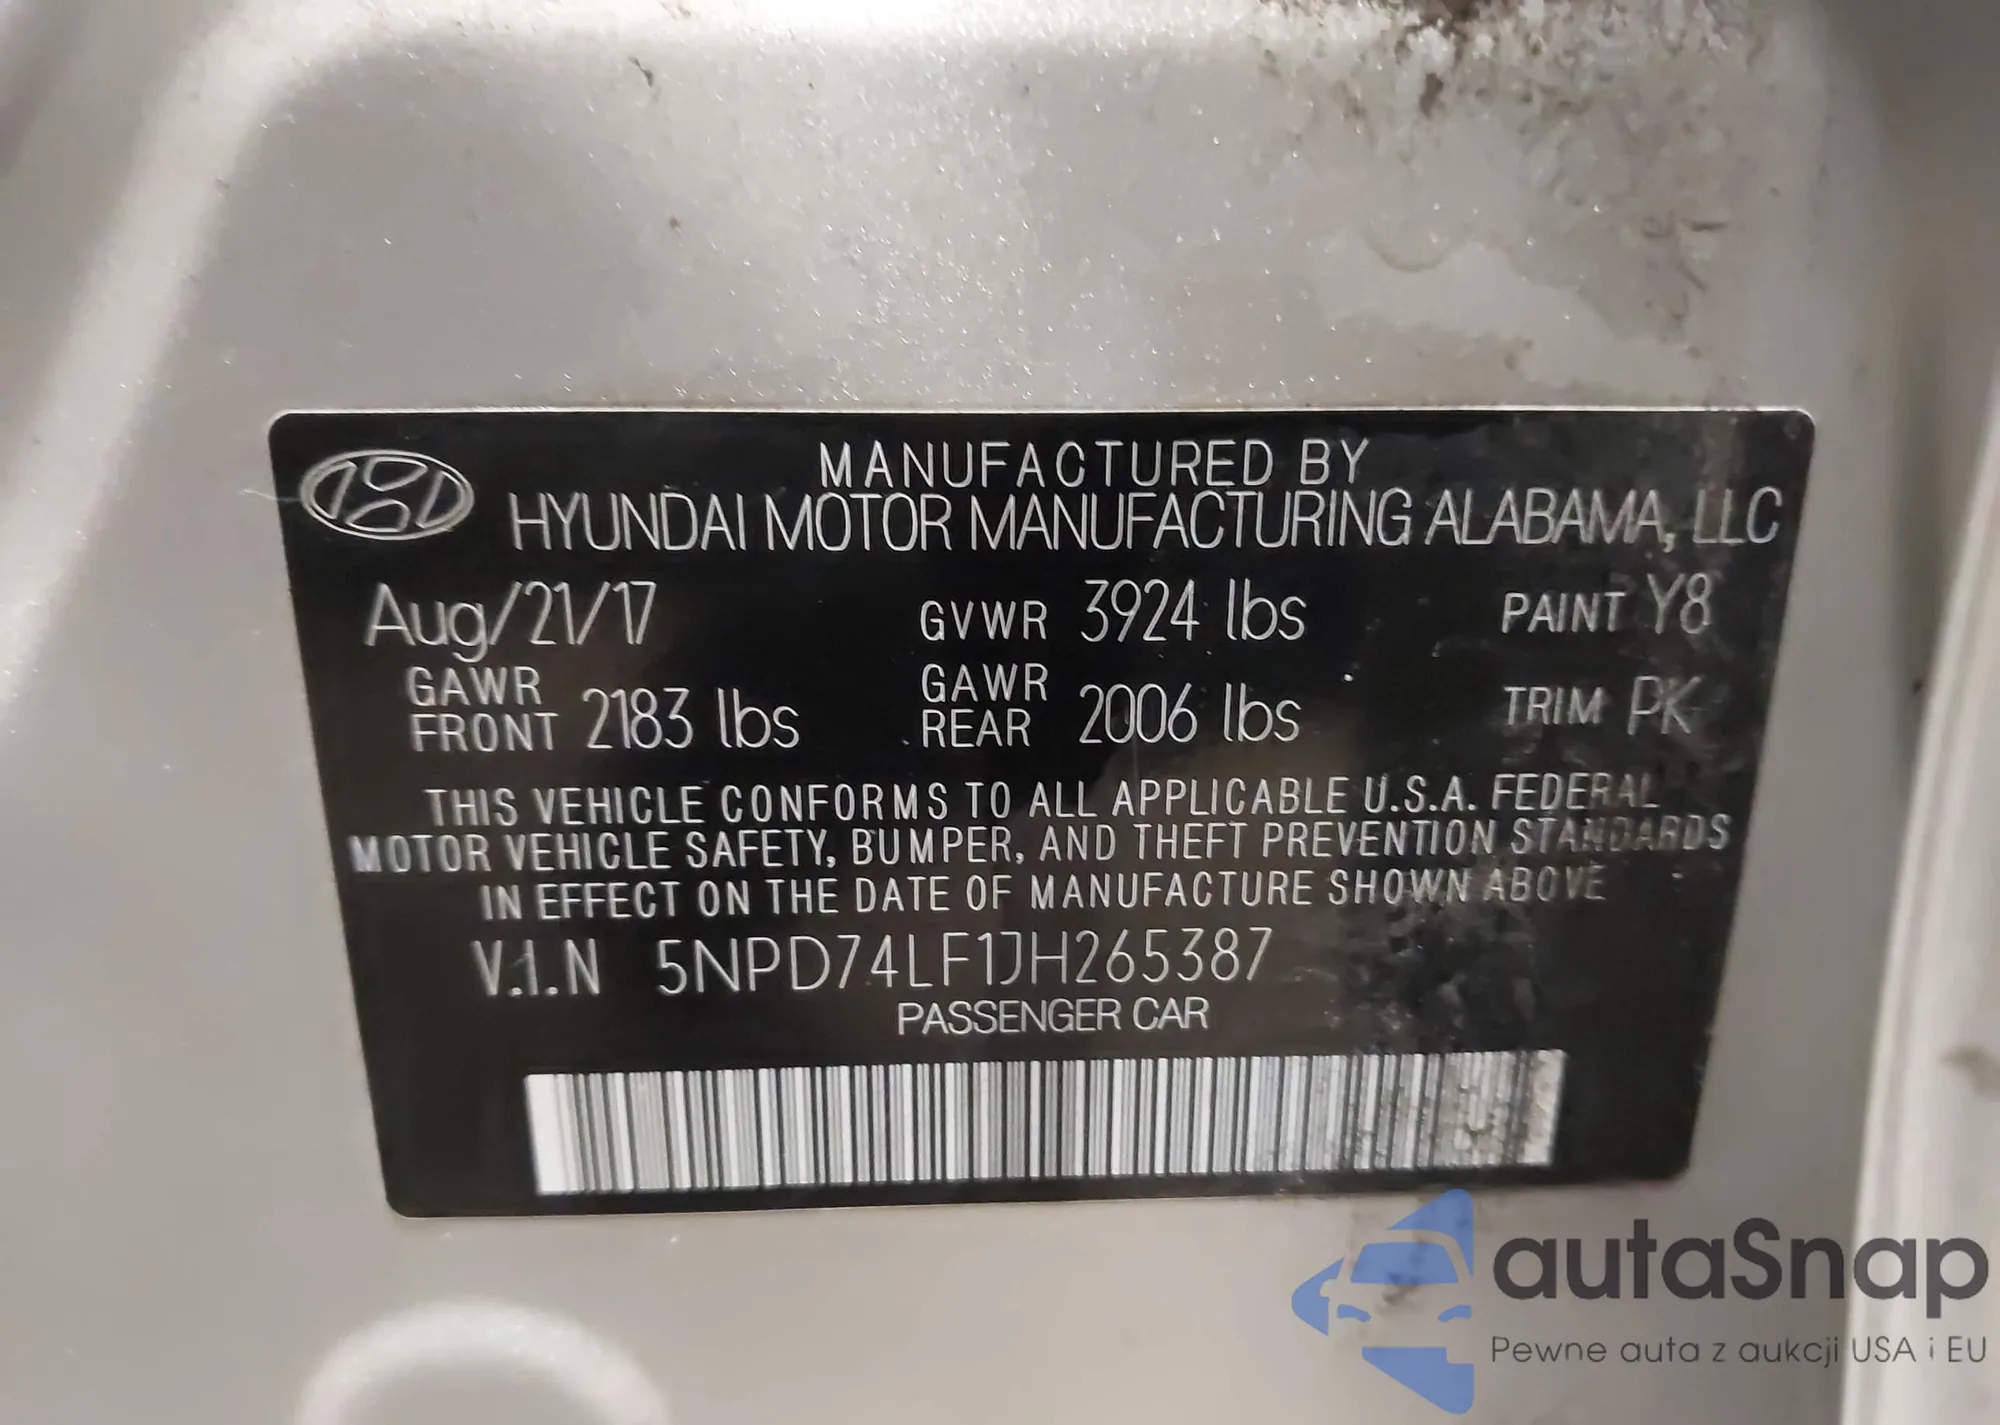 MANUFACTURED BY
HYUNDAI MOTOR MANUFACTURING ALABAMA, LLC
Aug/21/17 GVWR 3924 lbs PAINT Y8
GAWR FRONT 2183 lbs GAWR REAR 2006 lbs TRIM PK
THIS VEHICLE CONFORMS TO ALL APPLICABLE U.S.A. FEDERAL
MOTOR VEHICLE SAFETY, BUMPER, AND THEFT PREVENTION STANDARDS
IN EFFECT ON THE DATE OF MANUFACTURE SHOWN ABOVE
V.I.N 5NPD74LF1JH265387
PASSENGER CAR
autaSnap
Pewne auta z aukcji USA i EU